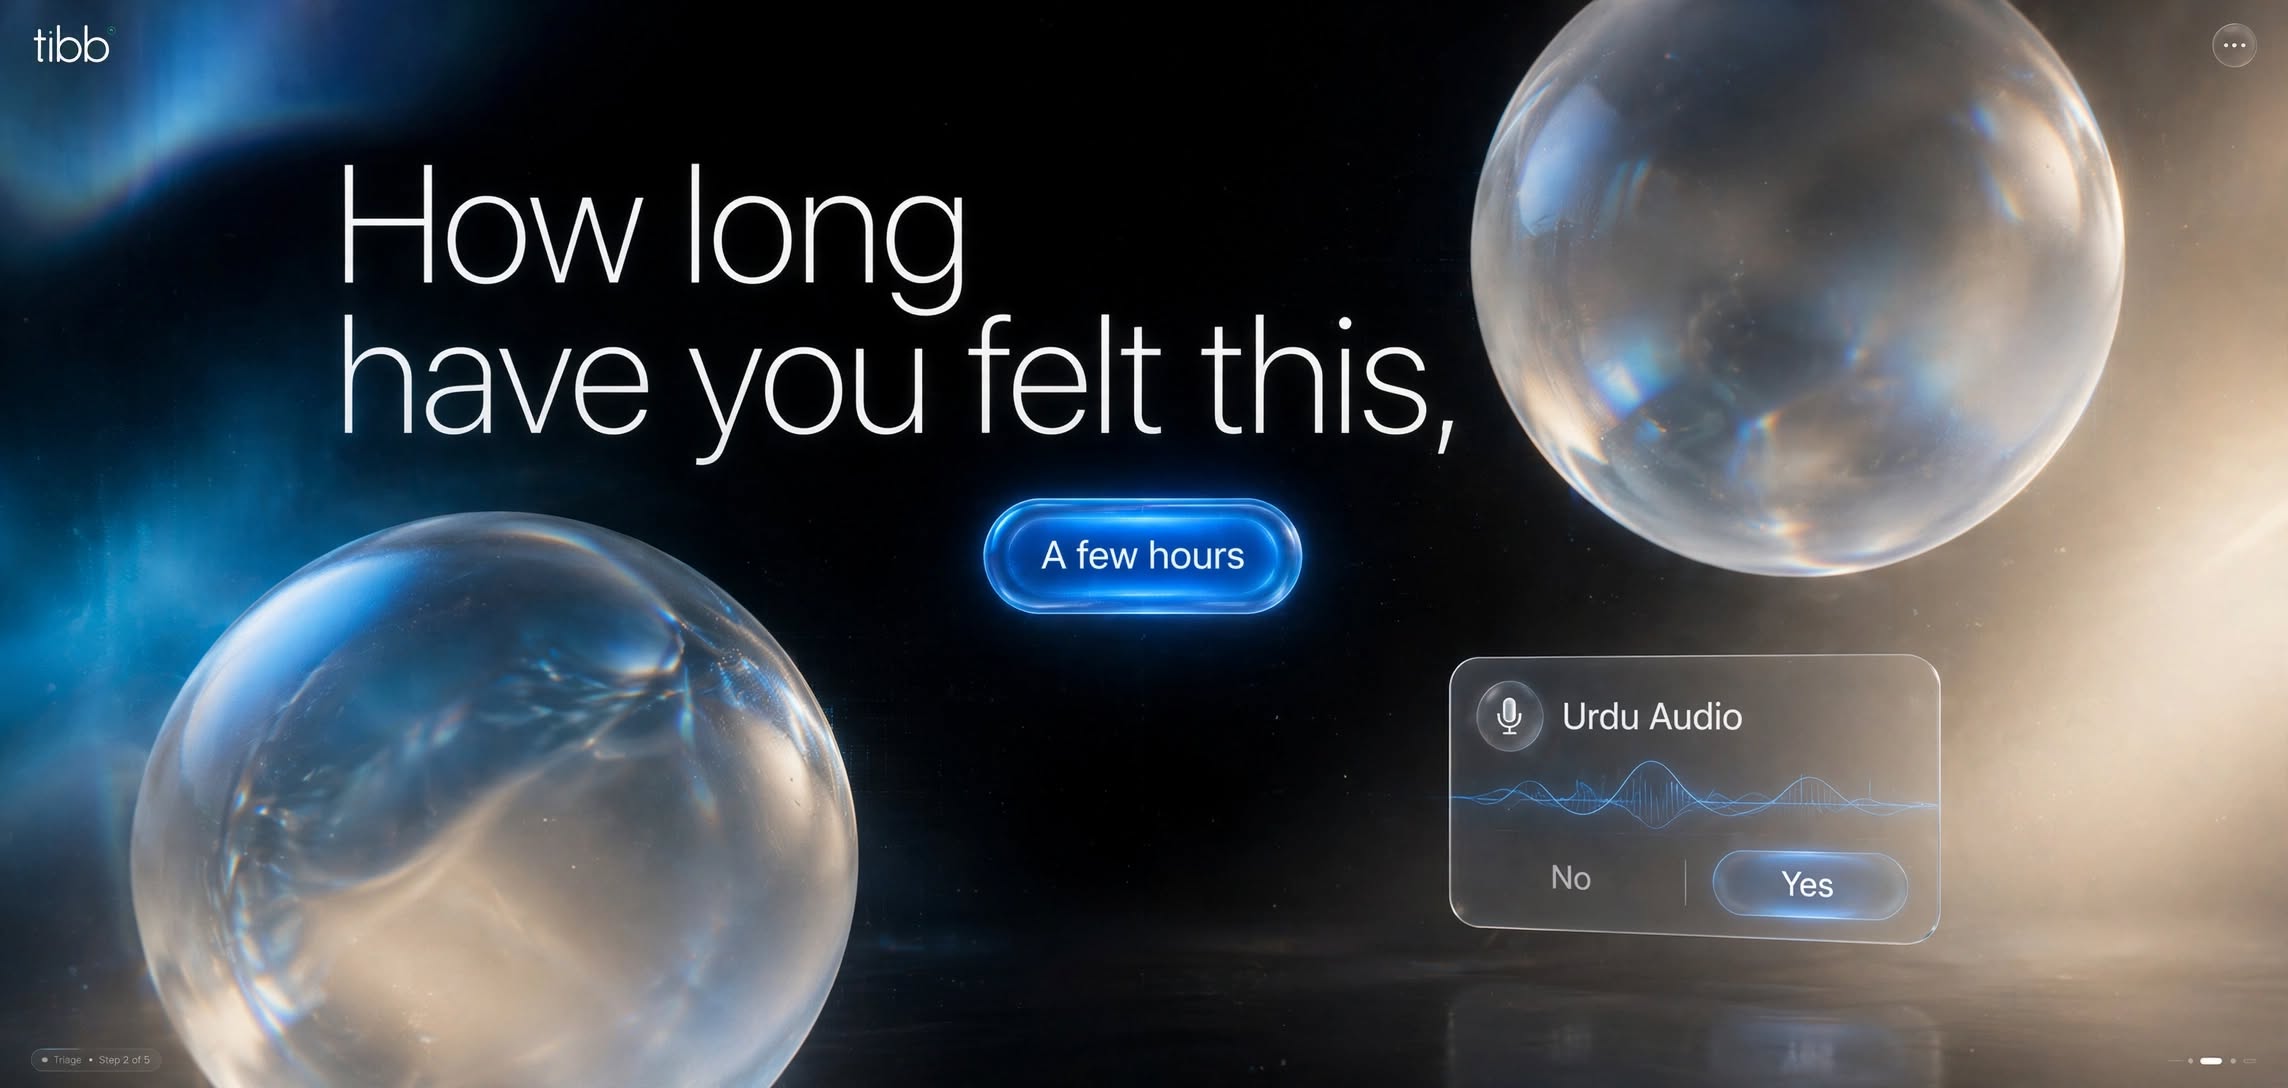 tibb
How long
have you felt this,
A few hours
Urdu Audio
No
Yes
Triage • Step 2 of 5